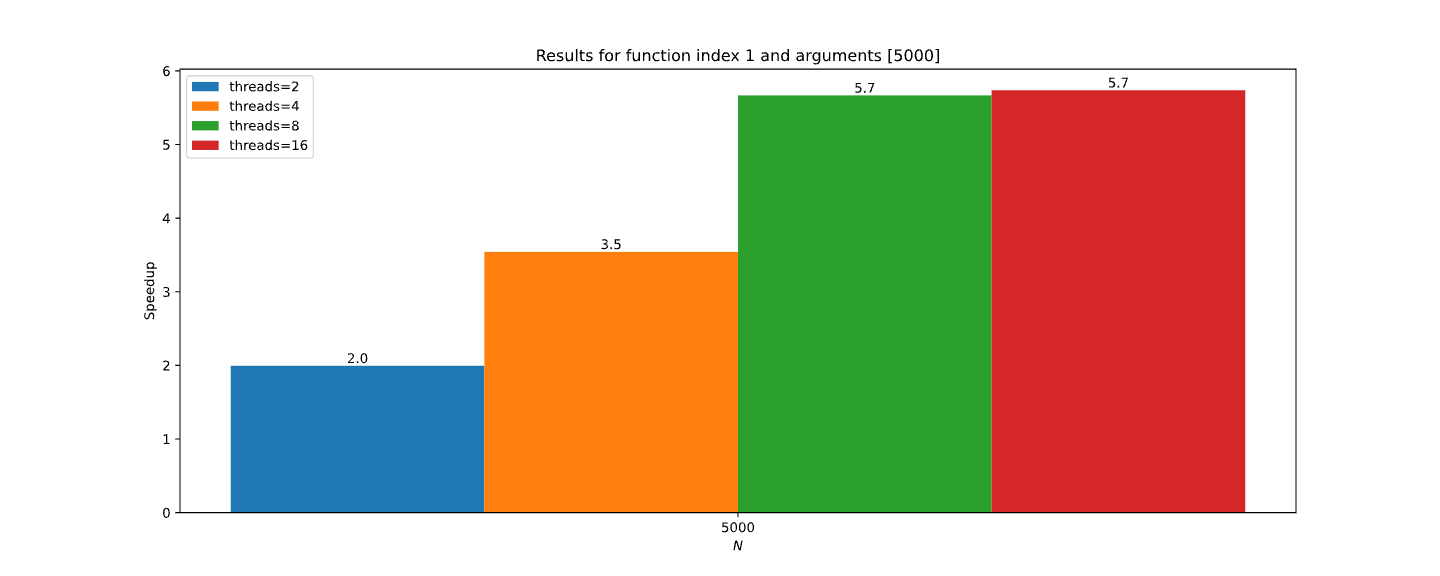 Results for function index 1 and arguments [5000]
threads=2
threads=4
threads=8
threads=16
6
5
4
3
2
1
0
Speedup
2.0
3.5
5.7
5.7
5000
N